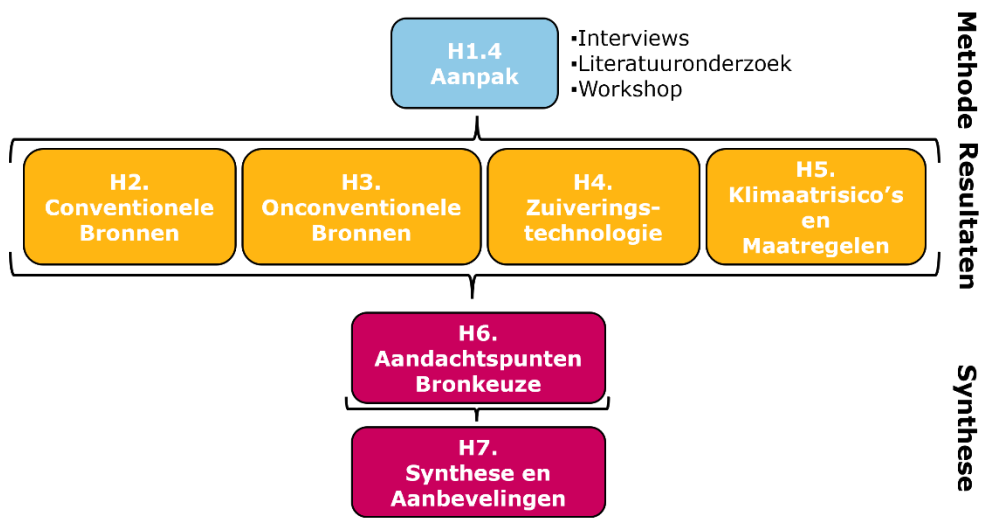 H1.4
Aanpak
▪Interviews
▪Literatuuronderzoek
▪Workshop
Methode
H2.
Conventionele
Bronnen
H3.
Onconventionele
Bronnen
H4.
Zuiverings-
technologie
H5.
Klimaatrisico’s
en
Maatregelen
Resultaten
H6.
Aandachtspunten
Bronkeuze
H7.
Synthese en
Aanbevelingen
Synthese